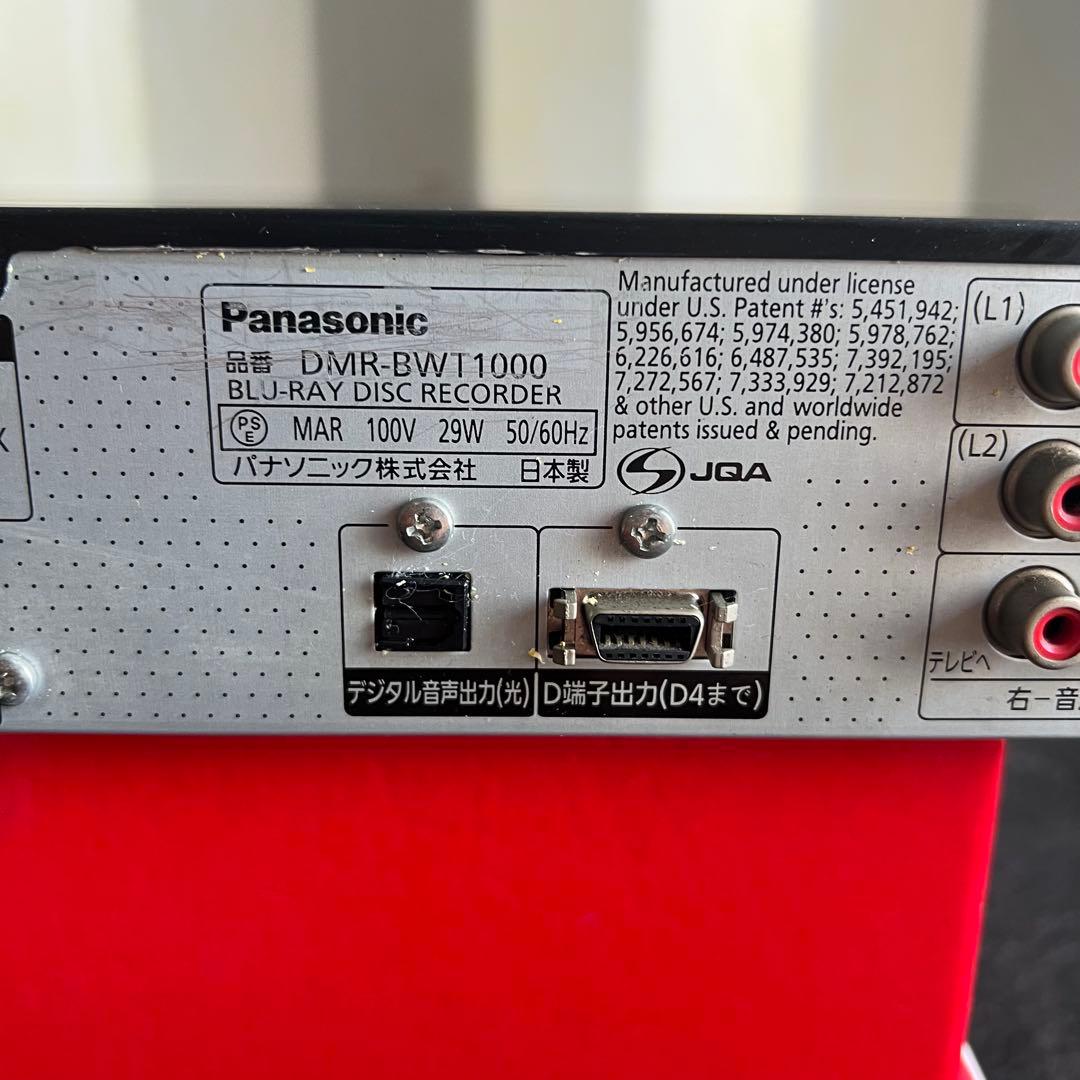 Panasonic
品番 DMR-BWT1000
BLU-RAY DISC RECORDER
PSE MAR 100V 29W 50/60Hz
パナソニック株式会社 日本製
Manufactured under license
under U.S. Patent #'s: 5,451,942;
5,956,674; 5,974,380; 5,978,762;
6,226,616; 6,487,535; 7,392,195;
7,272,567; 7,333,929; 7,212,872
& other U.S. and worldwide
patents issued & pending.
JQA
(L1)
(L2)
テレビへ
右ー音
デジタル音声出力(光)
D端子出力(D4まで)
X